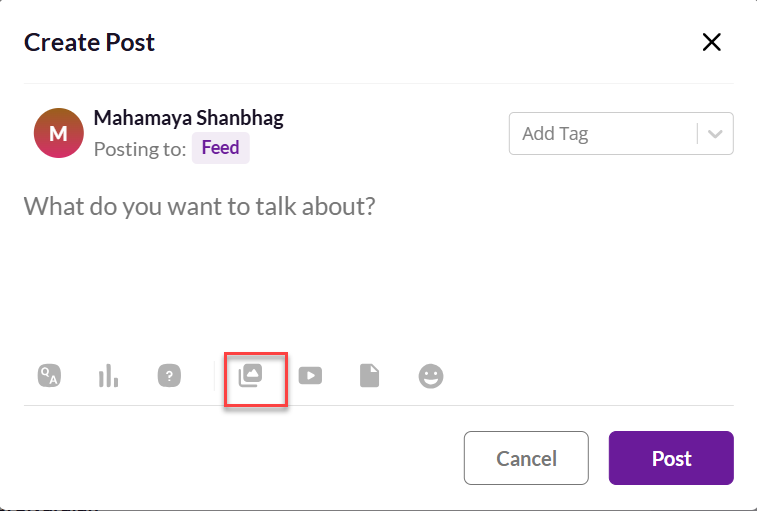 Create Post
M
Mahamaya Shanbhag
Posting to: Feed
Add Tag
What do you want to talk about?
Q A
?
Cancel
Post